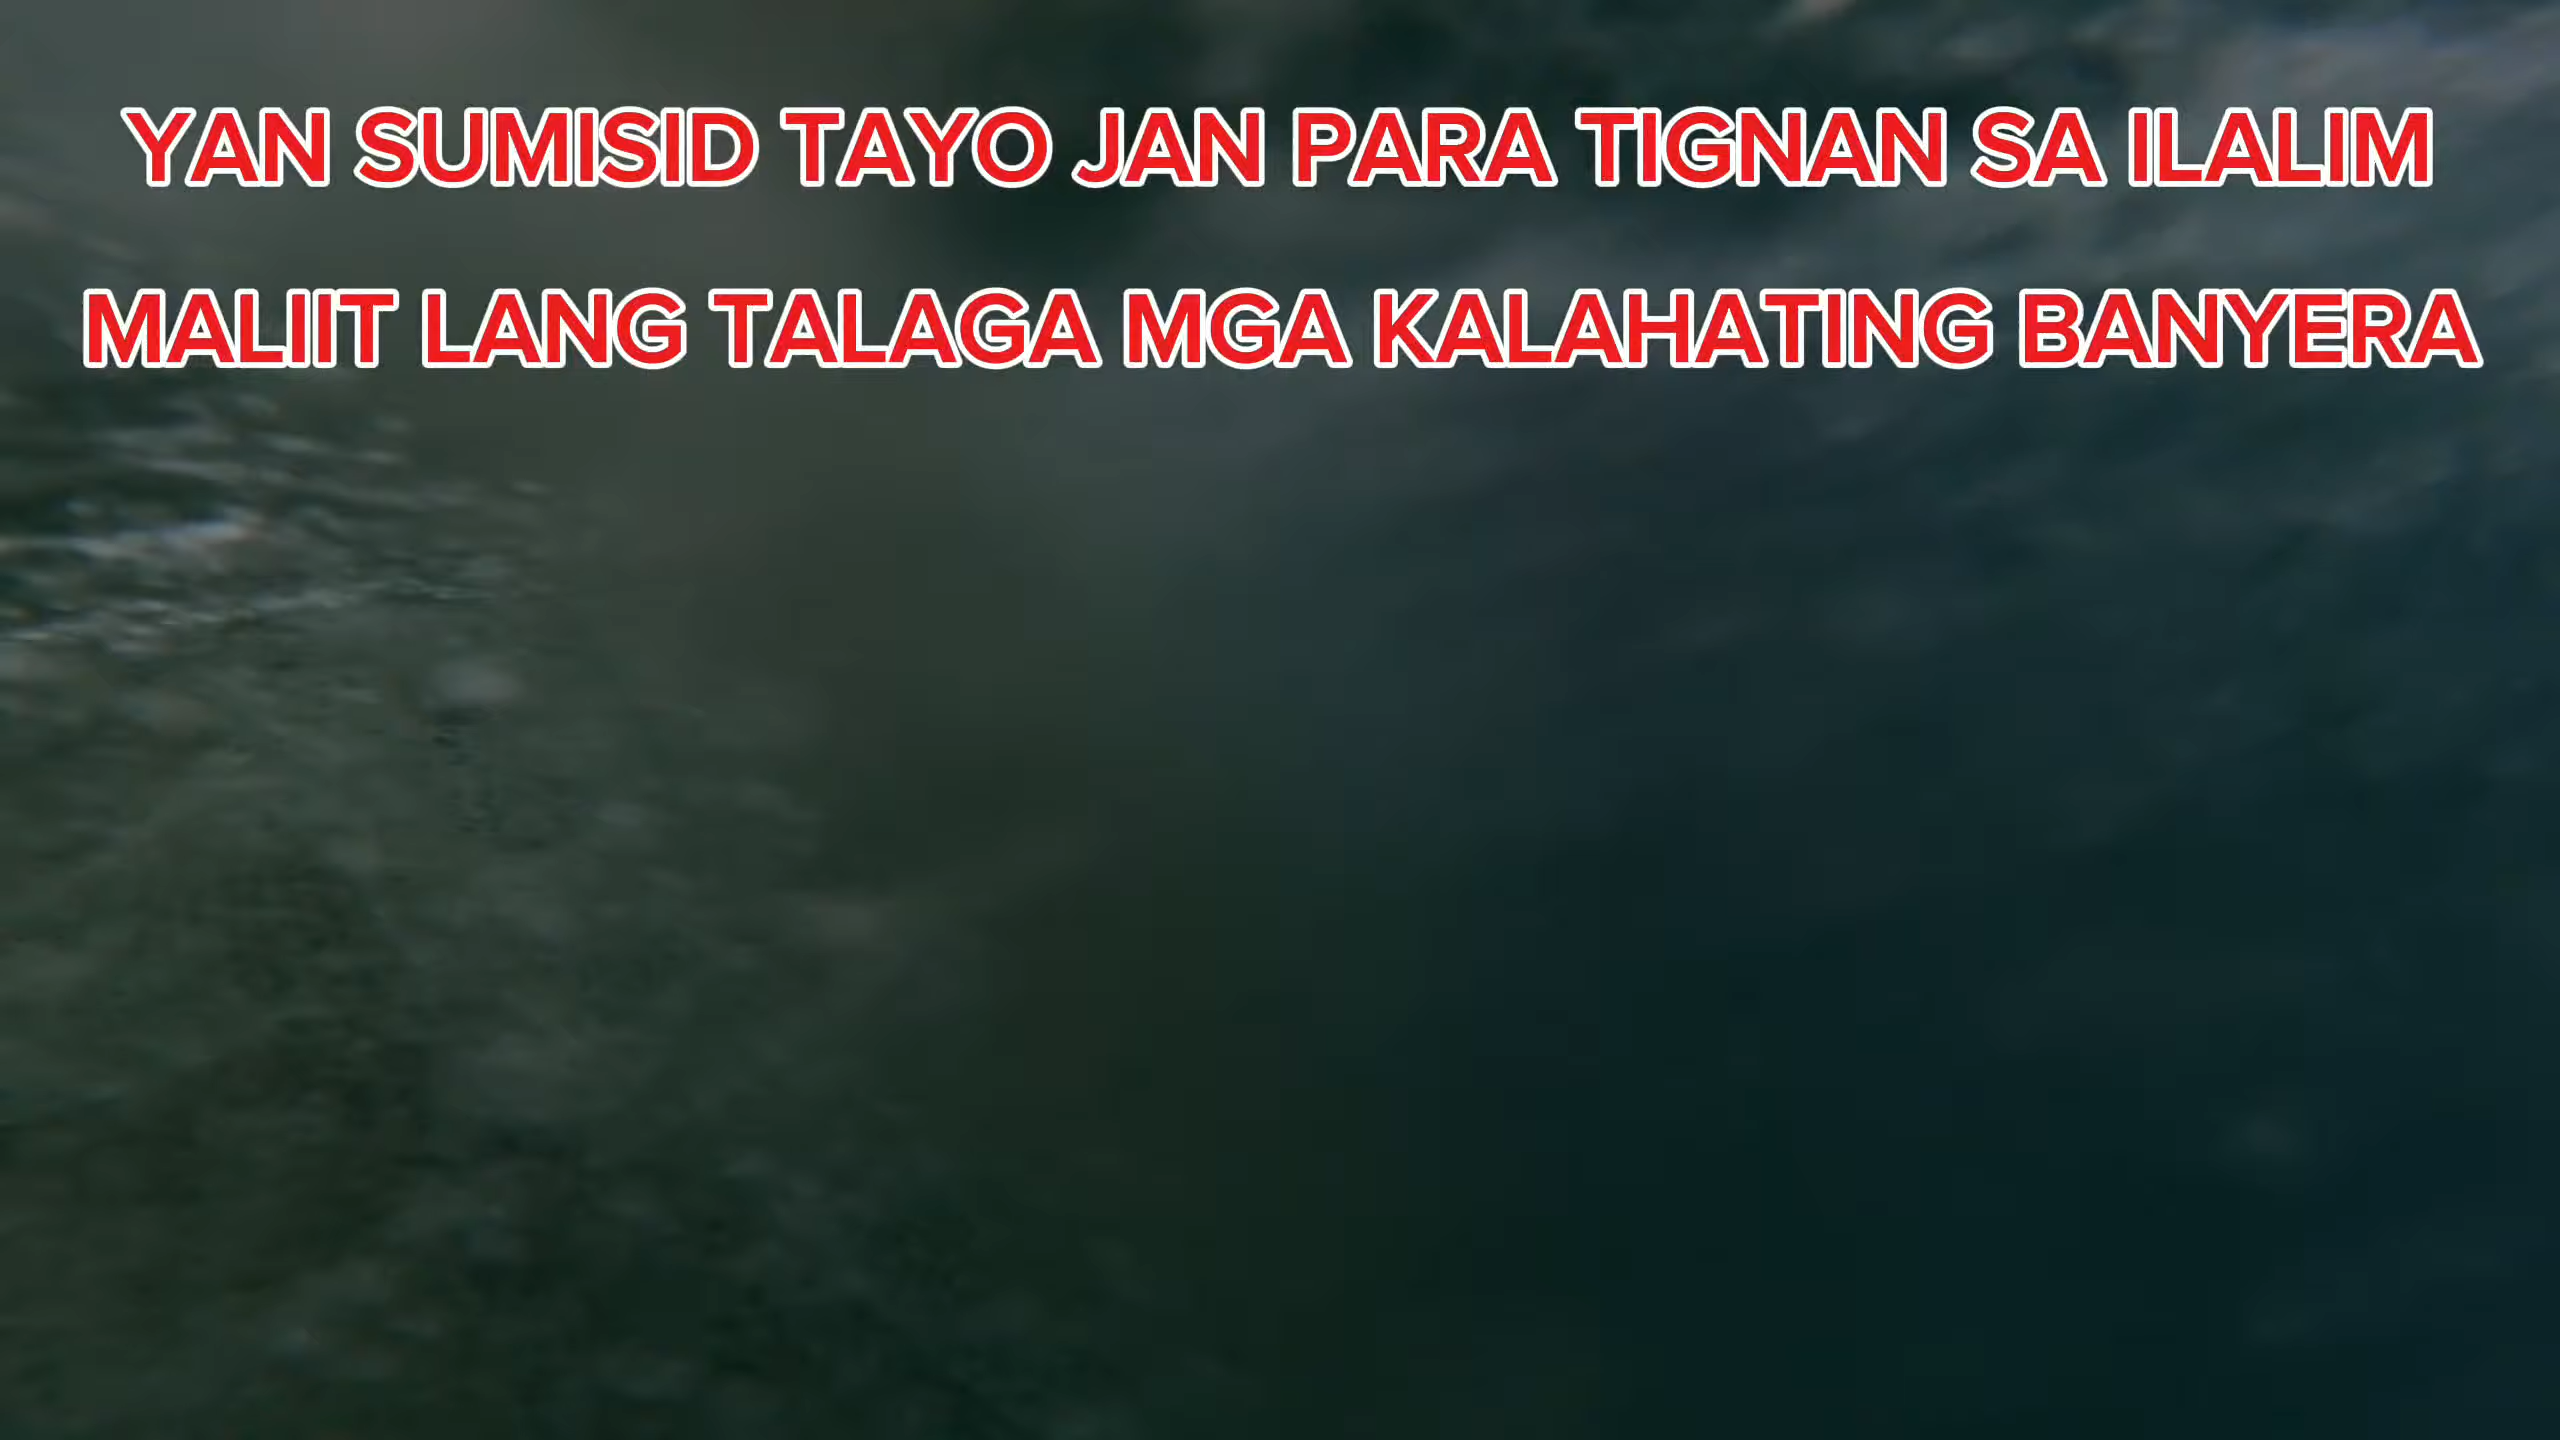 YAN SUMISID TAYO JAN PARA TIGNAN SA ILALIM
MALIIT LANG TALAGA MGA KALAHATING BANYERA